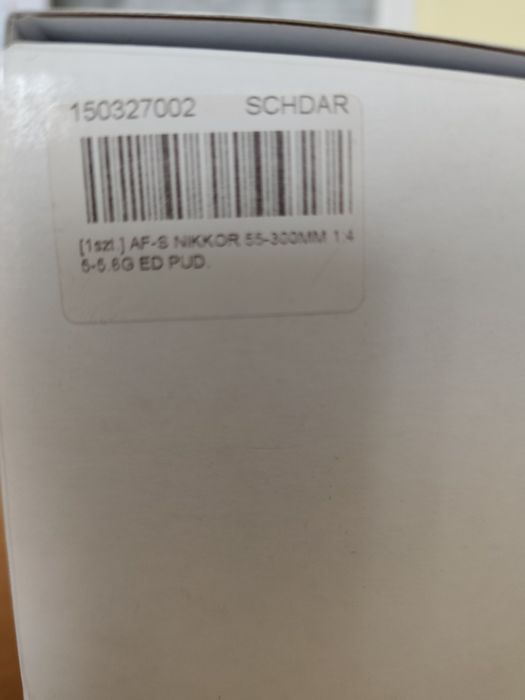 150327002 SCHDAR
[1szt.] AF-S NIKKOR 55-300MM 1:4
5-5.6G ED PUD.